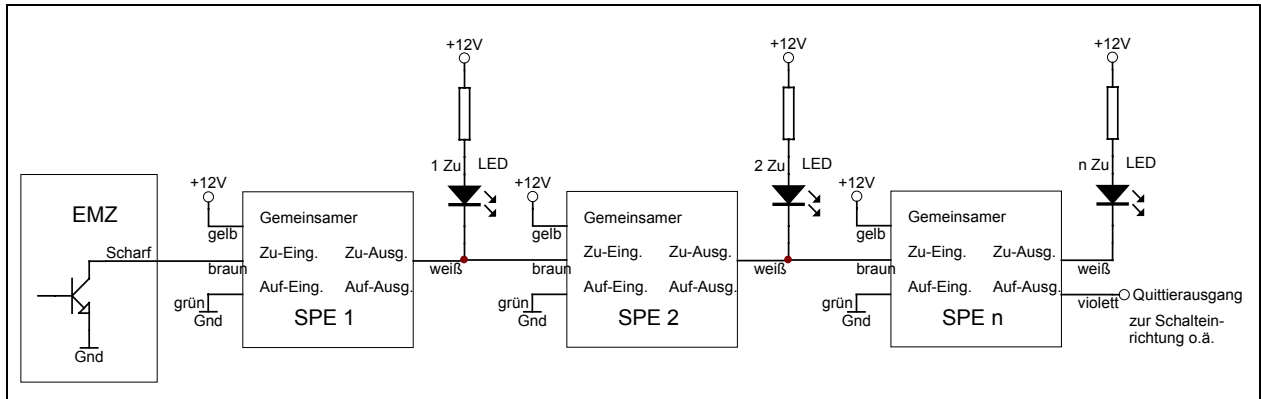 +12V
+12V
+12V
1 Zu LED
2 Zu LED
n Zu LED
EMZ
Scharf
Gnd
+12V
gelb
braun
grün
Gnd
Gemeinsamer
Zu-Eing. Zu-Ausg.
Auf-Eing. Auf-Ausg.
SPE 1
weiß
+12V
gelb
braun
grün
Gnd
Gemeinsamer
Zu-Eing. Zu-Ausg.
Auf-Eing. Auf-Ausg.
SPE 2
weiß
+12V
gelb
braun
grün
Gnd
Gemeinsamer
Zu-Eing. Zu-Ausg.
Auf-Eing. Auf-Ausg.
SPE n
weiß
violett
Quittierausgang
zur Schaltein-
richtung o.ä.